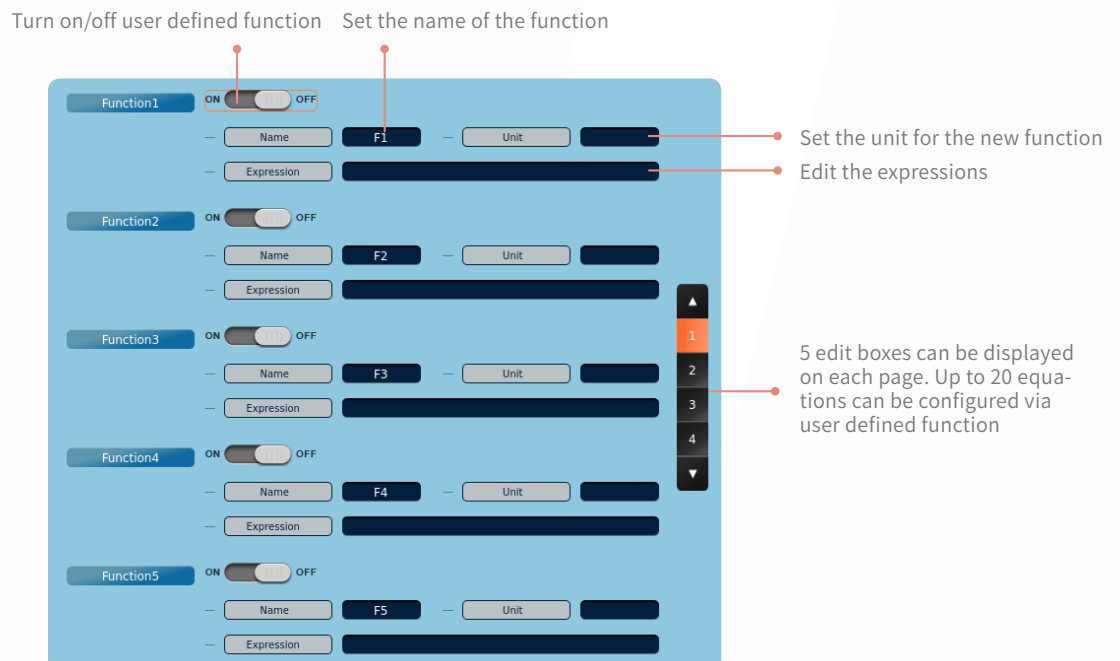 Turn on/off user defined function Set the name of the function
Function1 ON OFF
Name F1 Unit Set the unit for the new function
Expression Edit the expressions
Function2 ON OFF
Name F2 Unit
Expression
Function3 ON OFF
Name F3 Unit
Expression
▲
1
2
3
4
▼
5 edit boxes can be displayed
on each page. Up to 20 equa-
tions can be configured via
user defined function
Function4 ON OFF
Name F4 Unit
Expression
Function5 ON OFF
Name F5 Unit
Expression